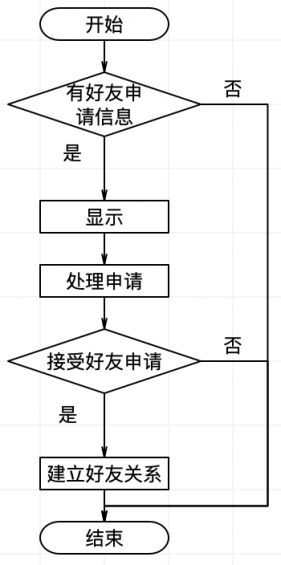 开始
有好友申
请信息
否
是
显示
处理申请
接受好友申请
否
是
建立好友关系
结束